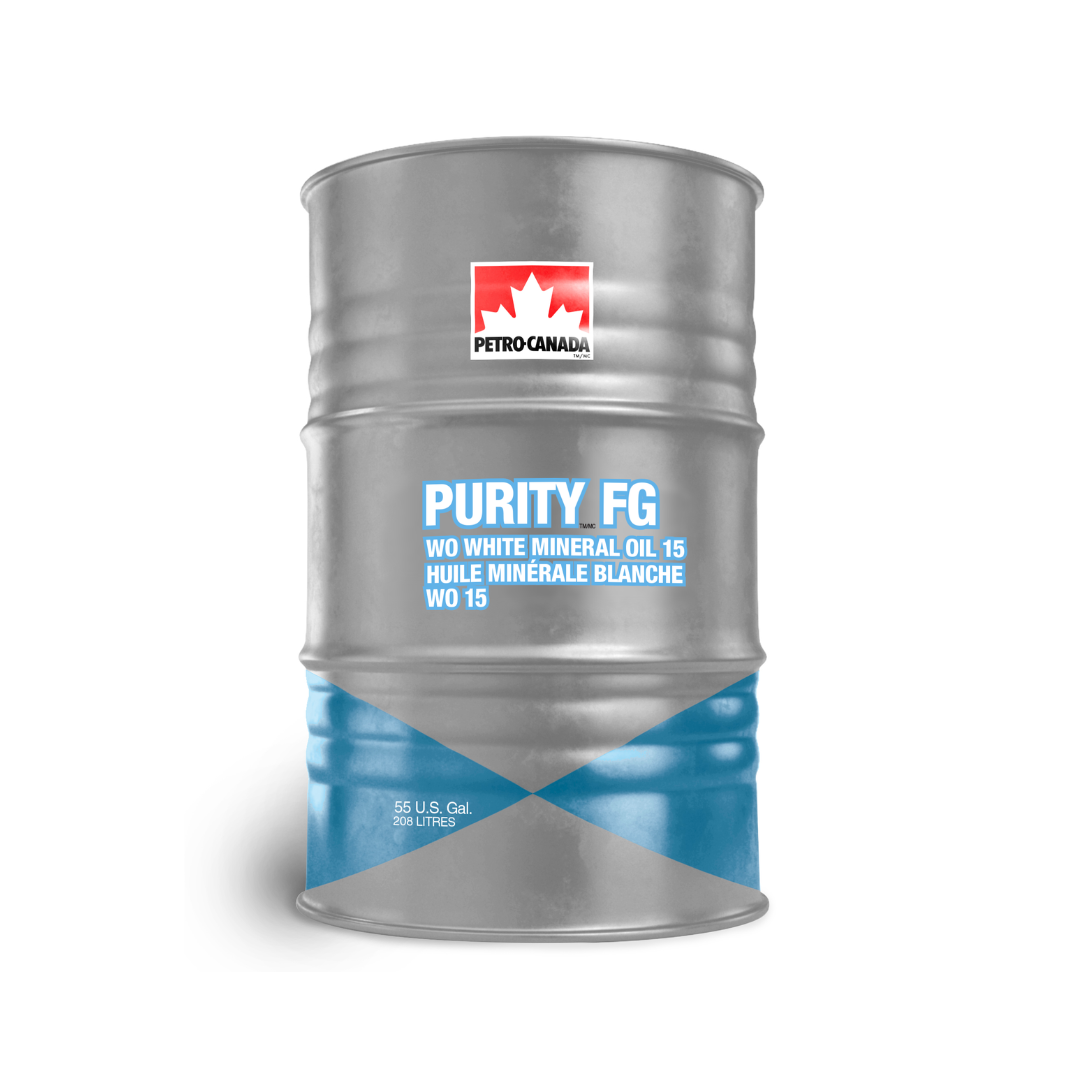 PETRO-CANADA
TM/MC
PURITY FG
TM/MC
WO WHITE MINERAL OIL 15
HUILE MINÉRALE BLANCHE
WO 15
55 U.S. Gal.
208 LITRES